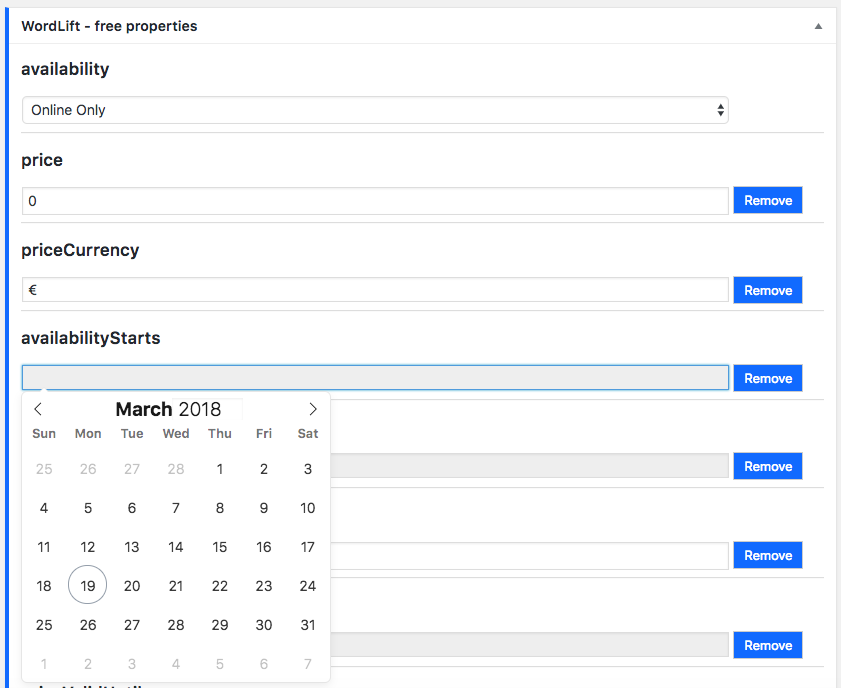 WordLift - free properties
availability
Online Only
price
0 Remove
priceCurrency
€ Remove
availabilityStarts
Remove
March 2018
Sun Mon Tue Wed Thu Fri Sat
25 26 27 28 1 2 3
Remove
4 5 6 7 8 9 10
11 12 13 14 15 16 17
Remove
18 19 20 21 22 23 24
25 26 27 28 29 30 31
Remove
1 2 3 4 5 6 7